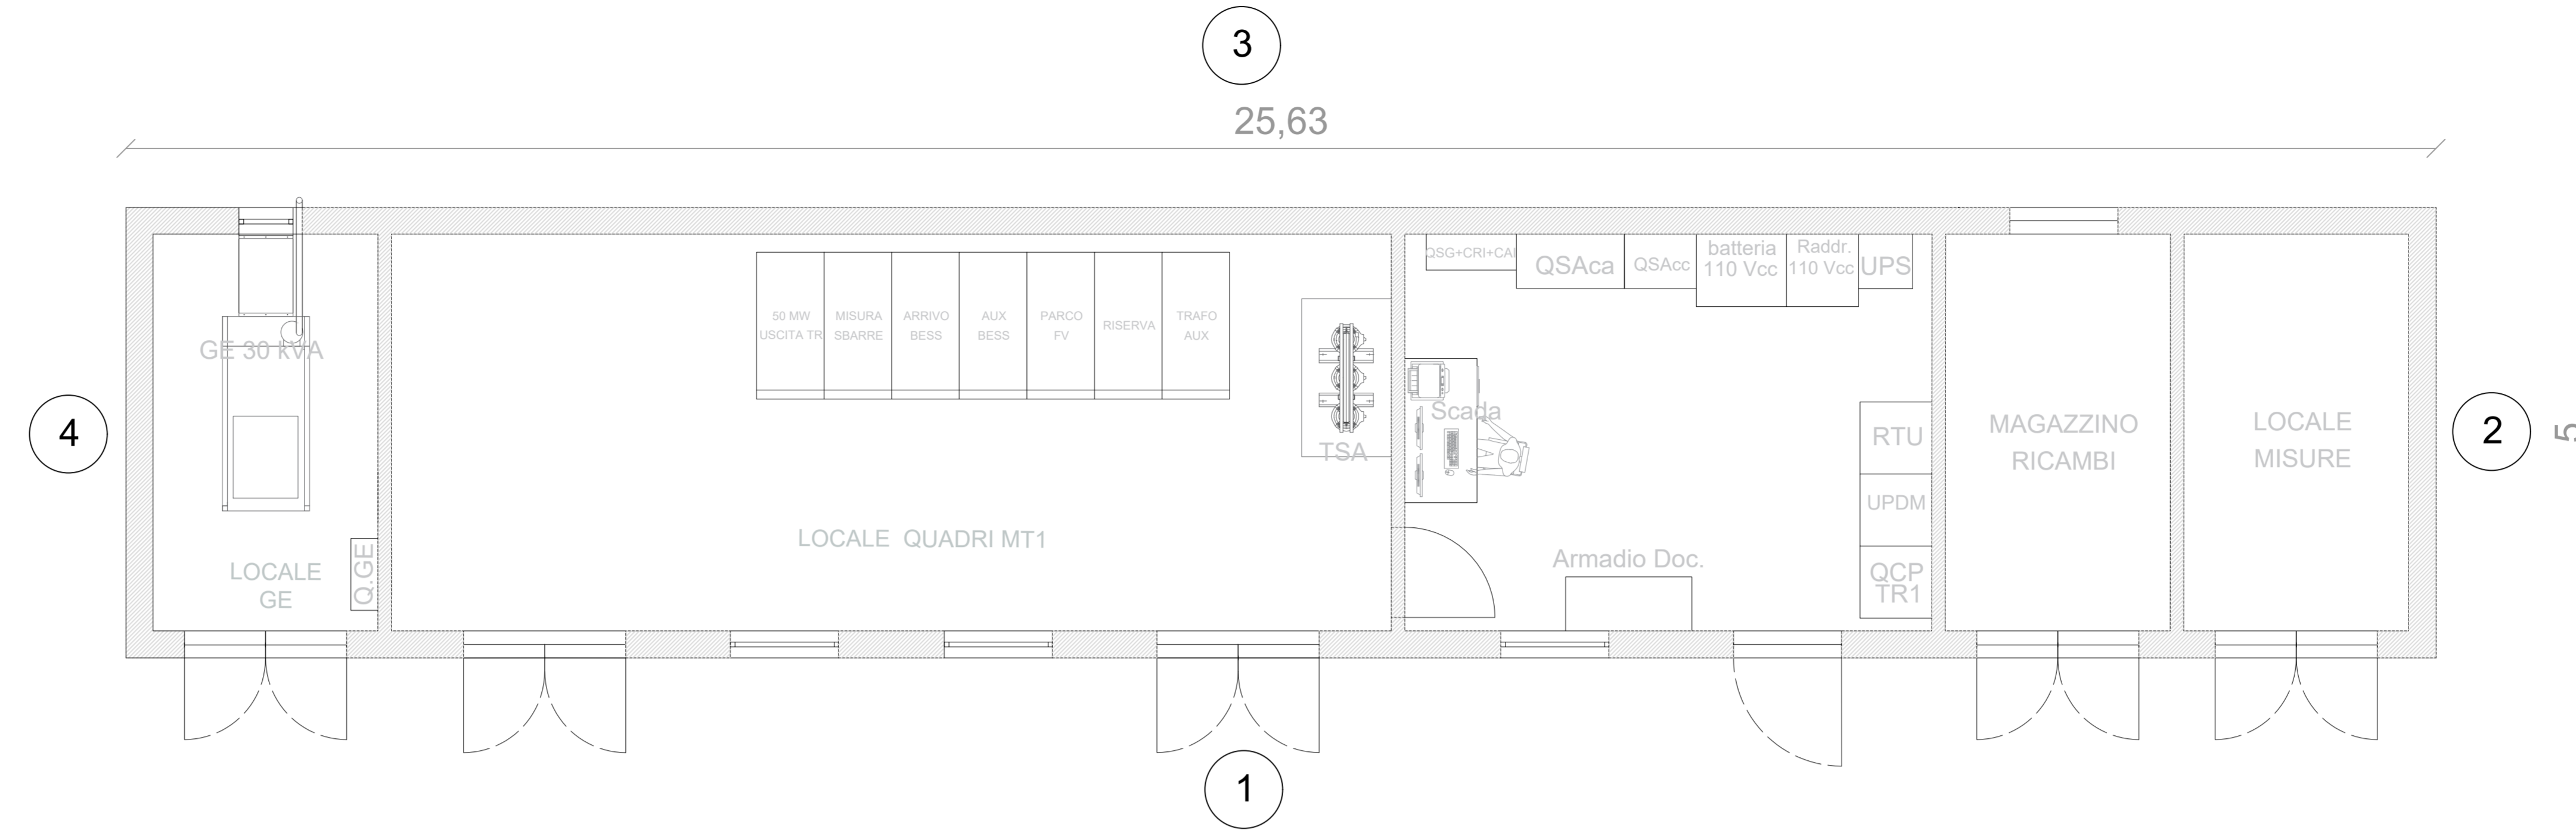 3
25,63
50 MW
USCITA TR
MISURA
SBARRE
ARRIVO
BESS
AUX
BESS
PARCO
FV
RISERVA
TRAFO
AUX
QSG+CRI+CAI
QSAca
QSAcc
batteria
110 Vcc
Raddr.
110 Vcc
UPS
GE 30 kVA
4
TSA
Scada
RTU
UPDM
QCP
TR1
MAGAZZINO
RICAMBI
LOCALE
MISURE
2
5
LOCALE QUADRI MT1
LOCALE
GE
Q.GE
Armadio Doc.
1